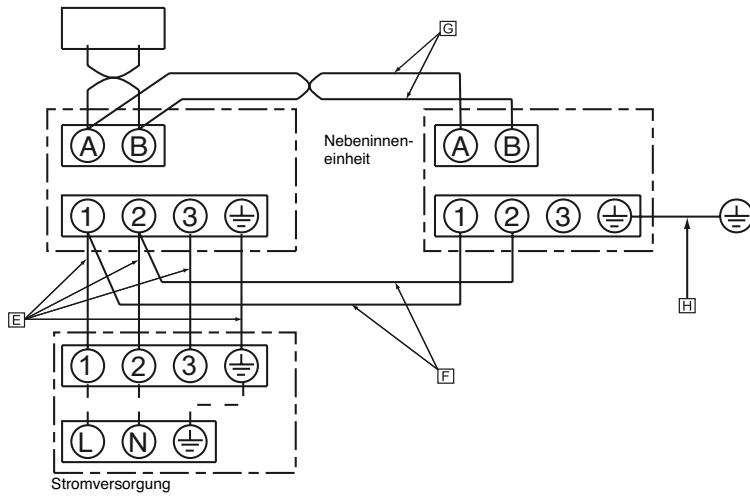 G
A B
Nebeninnen-
einheit
A B
1 2 3
1 2 3
E
H
1 2 3
F
L N
Stromversorgung